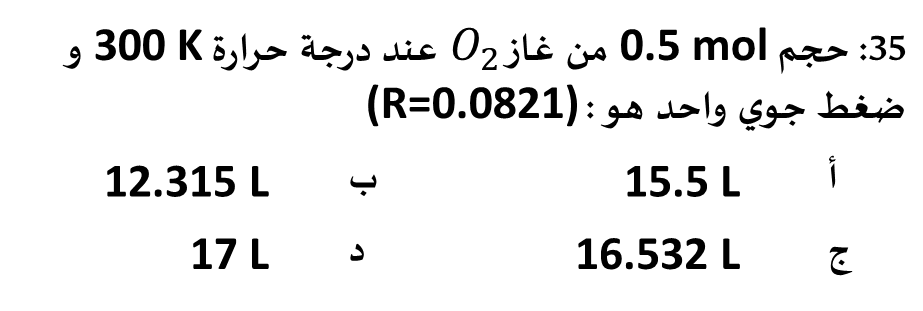 35: حجم 0.5 mol من غاز O₂ عند درجة حرارة 300 K و
ضغط جوي واحد هو : (R=0.0821)
أ 15.5 L ب 12.315 L
ج 16.532 L د 17 L